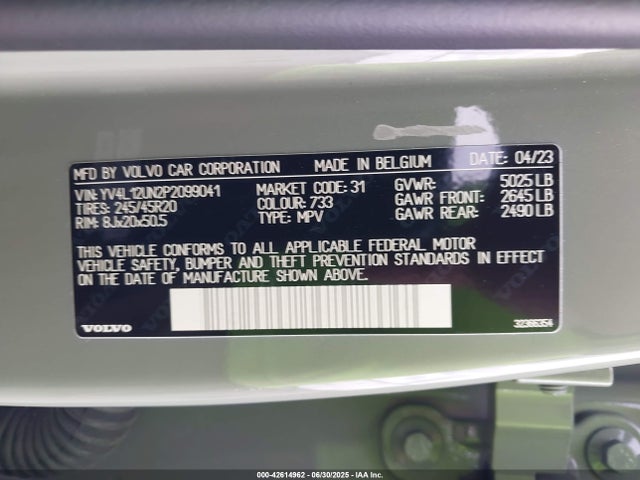 MFD BY VOLVO CAR CORPORATION MADE IN BELGIUM DATE: 04/23
VIN: YV4L12UN2P2099041 MARKET CODE: 31 GVWR: 5025 LB
TIRES: 245/45R20 COLOUR: 733 GAWR FRONT: 2645 LB
RIM: 8Jx20x50.5 TYPE: MPV GAWR REAR: 2490 LB
THIS VEHICLE CONFORMS TO ALL APPLICABLE FEDERAL MOTOR
VEHICLE SAFETY, BUMPER AND THEFT PREVENTION STANDARDS IN EFFECT
ON THE DATE OF MANUFACTURE SHOWN ABOVE.
VOLVO 32366354
000-42614962 - 06/30/2025 - IAA Inc.